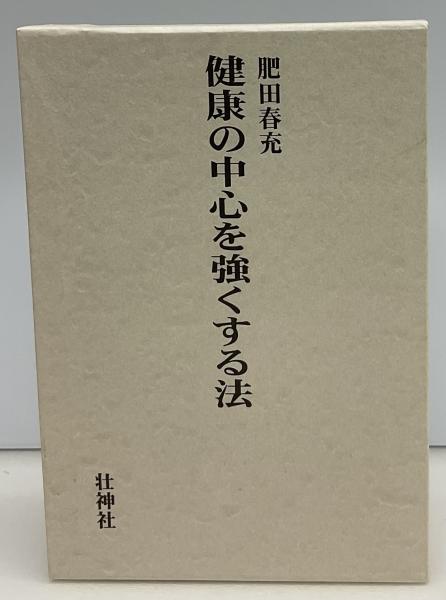 肥田春充
健康の中心を強くする法
壮神社